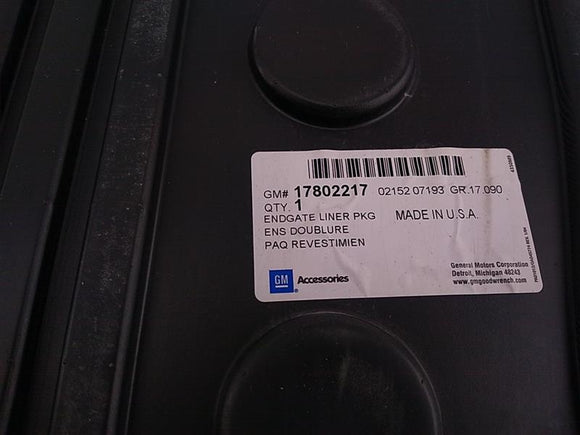 GM# 17802217 02152 07193 GR.17.090
QTY. 1
ENDGATE LINER PKG MADE IN U.S.A.
ENS DOUBLURE
PAQ REVESTIMIEN
GM Accessories
General Motors Corporation
Detroit, Michigan 48243
www.gmgoodwrench.com